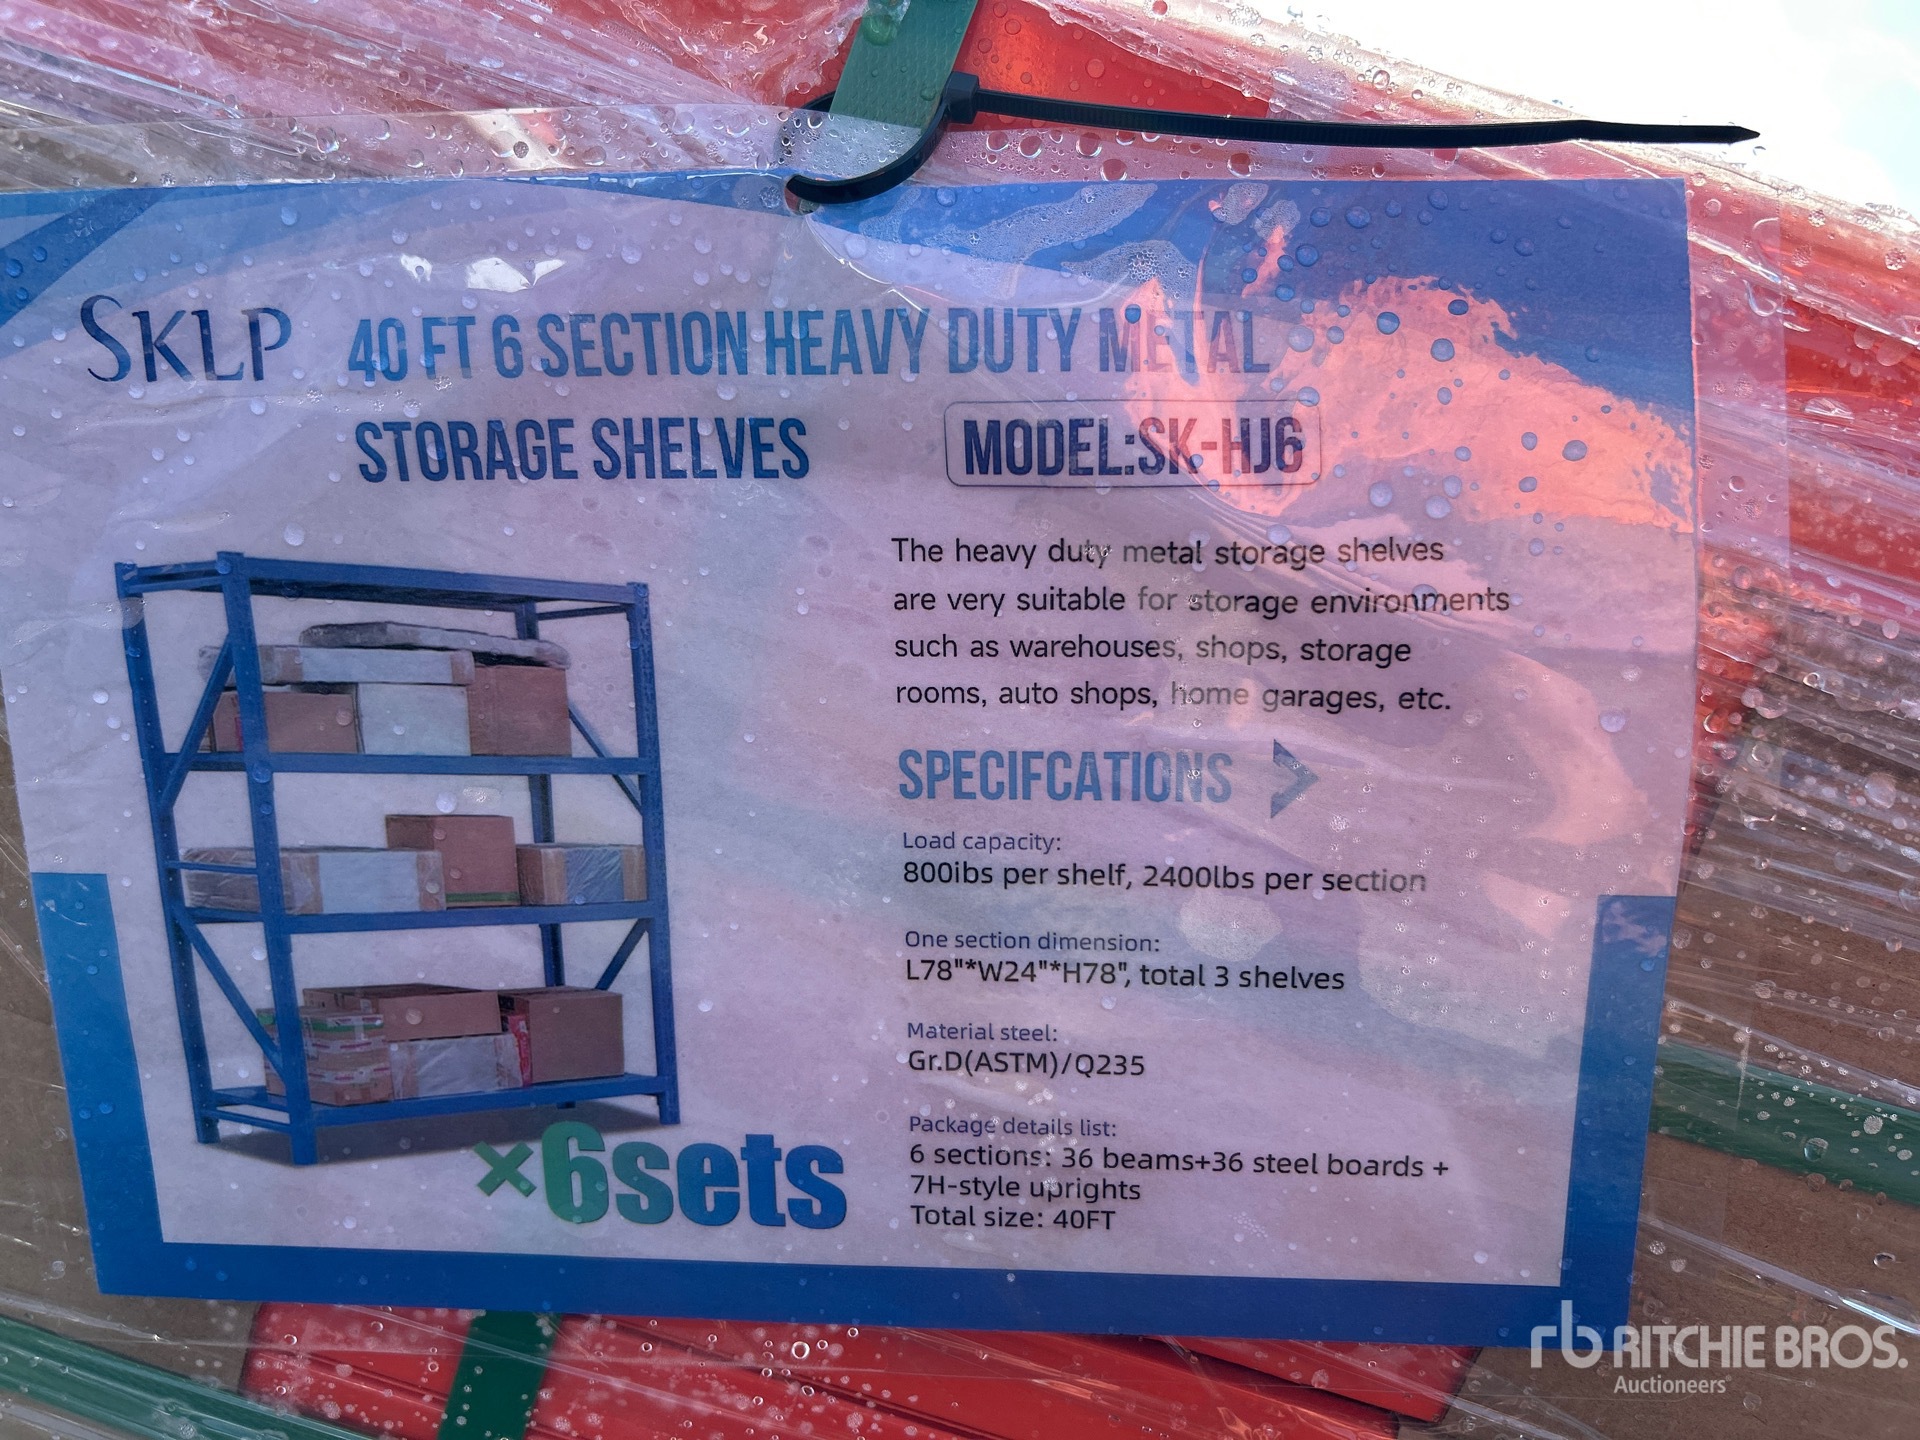 SKLP
40 FT 6 SECTION HEAVY DUTY METAL
STORAGE SHELVES
MODEL:SK-HJ6
The heavy duty metal storage shelves
are very suitable for storage environments
such as warehouses, shops, storage
rooms, auto shops, home garages, etc.
SPECIFCATIONS >
Load capacity:
800ibs per shelf, 2400lbs per section
One section dimension:
L78"*W24"*H78", total 3 shelves
Material steel:
Gr.D(ASTM)/Q235
Package details list:
6 sections: 36 beams+36 steel boards +
7H-style uprights
Total size: 40FT
×6sets
rb RITCHIE BROS.
Auctioneers